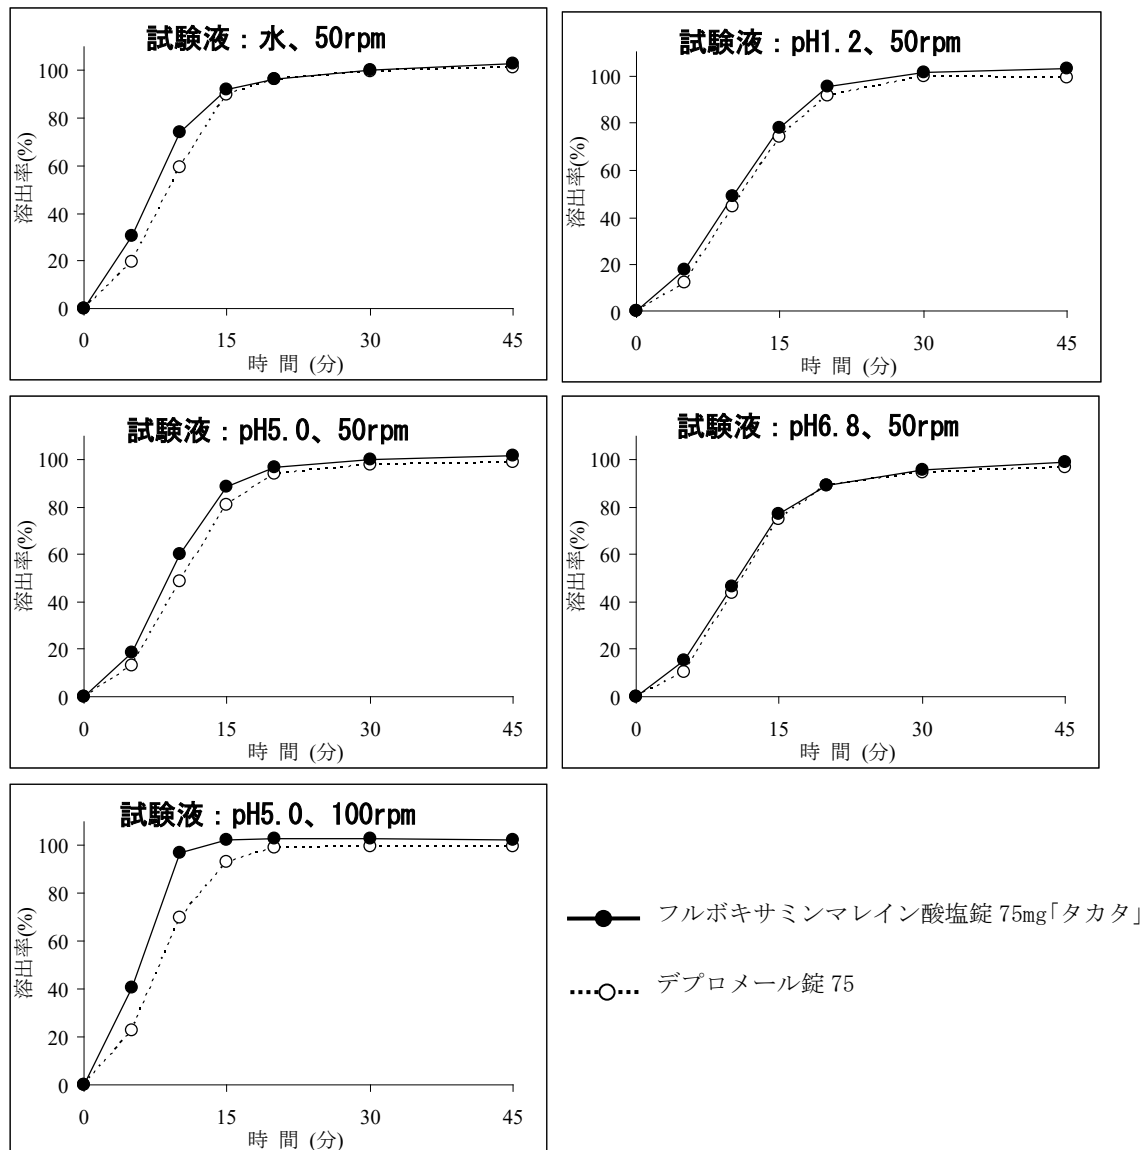 試験液：水、50rpm
溶出率(%)
100
80
60
40
20
0
0 15 30 45
時 間 (分)
試験液：pH1.2、50rpm
溶出率(%)
100
80
60
40
20
0
0 15 30 45
時 間 (分)
試験液：pH5.0、50rpm
溶出率(%)
100
80
60
40
20
0
0 15 30 45
時 間 (分)
試験液：pH6.8、50rpm
溶出率(%)
100
80
60
40
20
0
0 15 30 45
時 間 (分)
試験液：pH5.0、100rpm
溶出率(%)
100
80
60
40
20
0
0 15 30 45
時 間 (分)
フルボキサミンマレイン酸塩錠 75mg｢タカタ｣
デプロメール錠 75